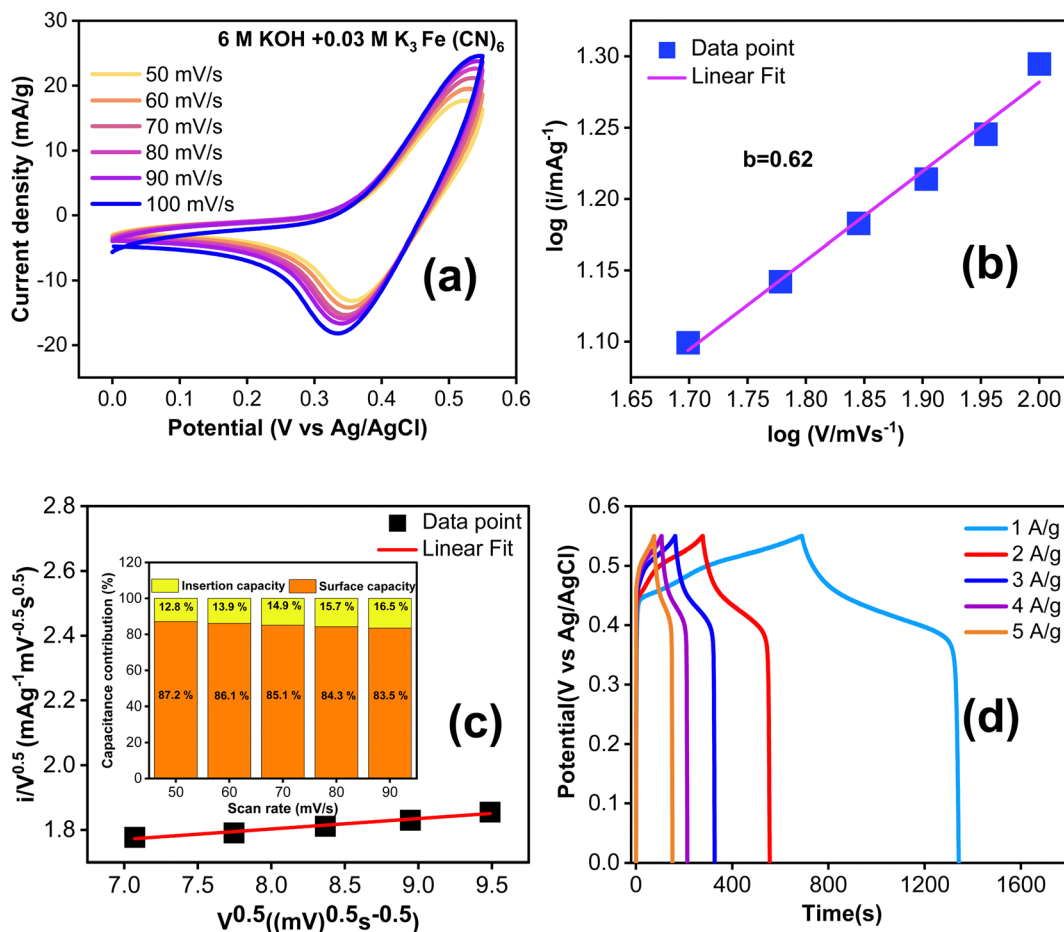 6 M KOH +0.03 M K3 Fe (CN)6
50 mV/s
60 mV/s
70 mV/s
80 mV/s
90 mV/s
100 mV/s
30
20
10
0
-10
-20
Current density (mA/g)
(a)
0.0 0.1 0.2 0.3 0.4 0.5 0.6
Potential (V vs Ag/AgCl)
Data point
Linear Fit
b=0.62
1.30
1.25
1.20
1.15
1.10
log (i/mAg-1)
(b)
1.65 1.70 1.75 1.80 1.85 1.90 1.95 2.00
log (V/mVs-1)
Data point
Linear Fit
2.8
2.6
2.4
2.2
2.0
1.8
i/V0.5 (mAg-1mV-0.5s0.5)
Insertion capacity Surface capacity
120
100
80
60
40
20
0
Capacitance contribution (%)
12.8 % 13.9 % 14.9 % 15.7 % 16.5 %
87.2 % 86.1 % 85.1 % 84.3 % 83.5 %
50 60 70 80 90
Scan rate (mV/s)
(c)
7.0 7.5 8.0 8.5 9.0 9.5
V0.5((mV)0.5s-0.5)
1 A/g
2 A/g
3 A/g
4 A/g
5 A/g
0.6
0.5
0.4
0.3
0.2
0.1
0.0
Potential(V vs Ag/AgCl)
(d)
0 400 800 1200 1600
Time(s)